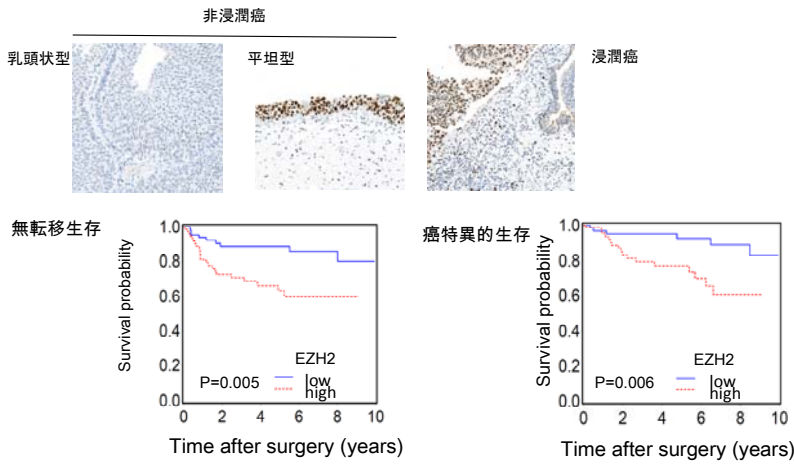 非浸潤癌
乳頭状型
平坦型
浸潤癌
無転移生存
Survival probability
1.0
0.8
0.6
0.4
0.2
0.0
EZH2
P=0.005
low
high
0 2 4 6 8 10
Time after surgery (years)
癌特異的生存
Survival probability
1.0
0.8
0.6
0.4
0.2
0.0
EZH2
P=0.006
low
high
0 2 4 6 8 10
Time after surgery (years)